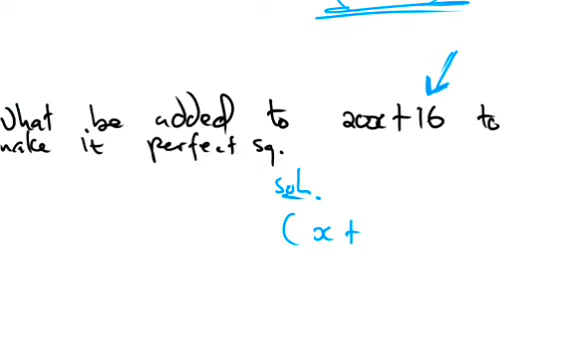 what be added to 20x+16 to
make it perfect sq.
sol.
( x +